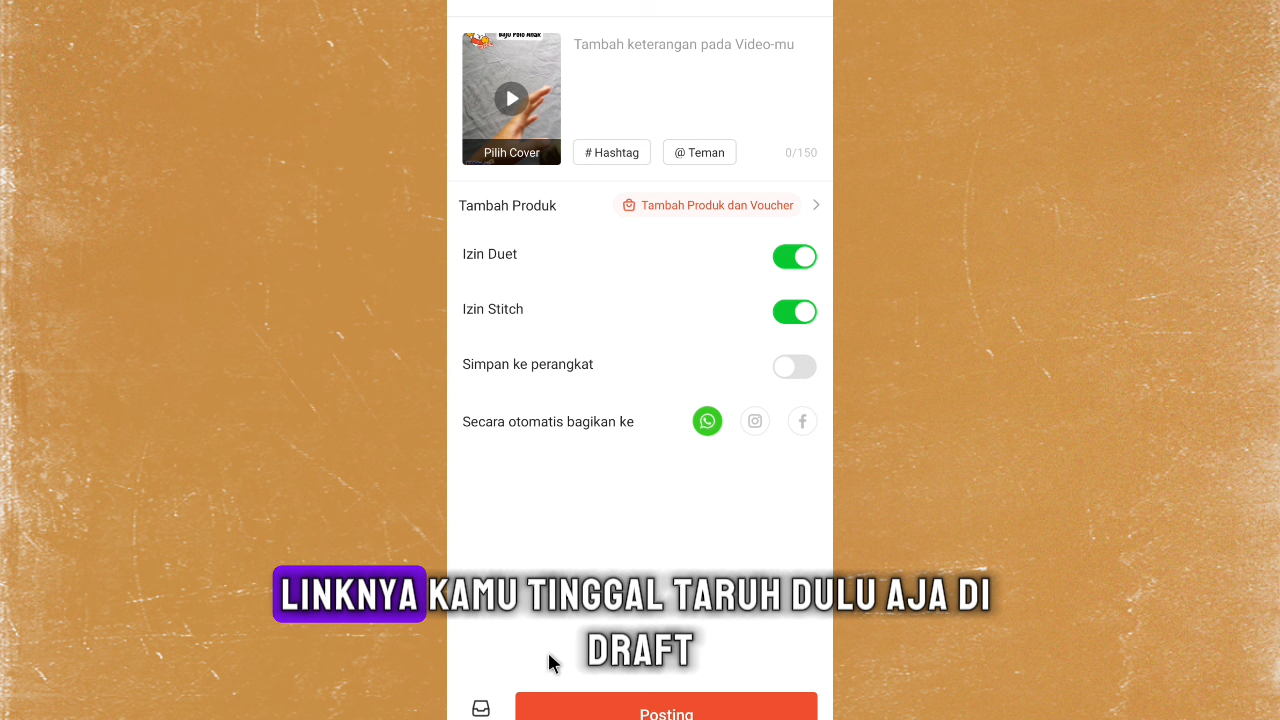 Baju Polo Anak
Tambah keterangan pada Video-mu
Pilih Cover
# Hashtag
@ Teman
0/150
Tambah Produk
Tambah Produk dan Voucher
Izin Duet
Izin Stitch
Simpan ke perangkat
Secara otomatis bagikan ke
LINKNYA KAMU TINGGAL TARUH DULU AJA DI
DRAFT
Posting